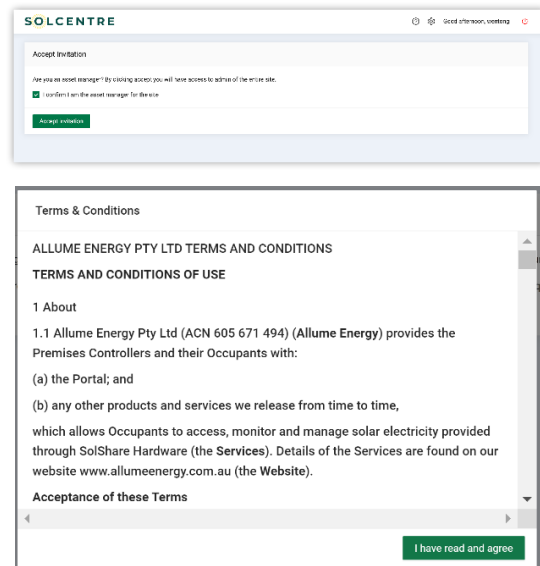 SOLCENTRE
Good afternoon, wentong
Accept Invitation
Are you an asset manager? By clicking accept you will have access to admin of the entire site.
I confirm I am the asset manager for the site
Accept invitation
Terms & Conditions
ALLUME ENERGY PTY LTD TERMS AND CONDITIONS
TERMS AND CONDITIONS OF USE
1 About
1.1 Allume Energy Pty Ltd (ACN 605 671 494) (Allume Energy) provides the
Premises Controllers and their Occupants with:
(a) the Portal; and
(b) any other products and services we release from time to time,
which allows Occupants to access, monitor and manage solar electricity provided
through SolShare Hardware (the Services). Details of the Services are found on our
website www.allumeenergy.com.au (the Website).
Acceptance of these Terms
I have read and agree